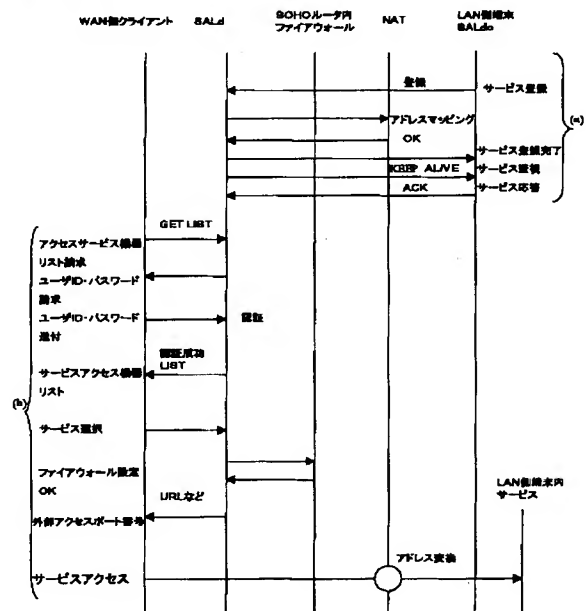 WAN側クライアント
SALd
SOHOルータ内
ファイアウォール
NAT
LAN側端末
SALdc
登録
サービス登録
アドレスマッピング
OK
サービス登録完了
KEEP ALIVE
サービス監視
ACK
サービス応答
(a)
GET LIST
アクセスサービス機器
リスト請求
ユーザID・パスワード
請求
ユーザID・パスワード
送付
認証
認証成功
LIST
サービスアクセス機器
リスト
(b)
サービス選択
ファイアウォール設定
OK
URLなど
外部アクセスポート番号
LAN側端末内
サービス
アドレス変換
サービスアクセス